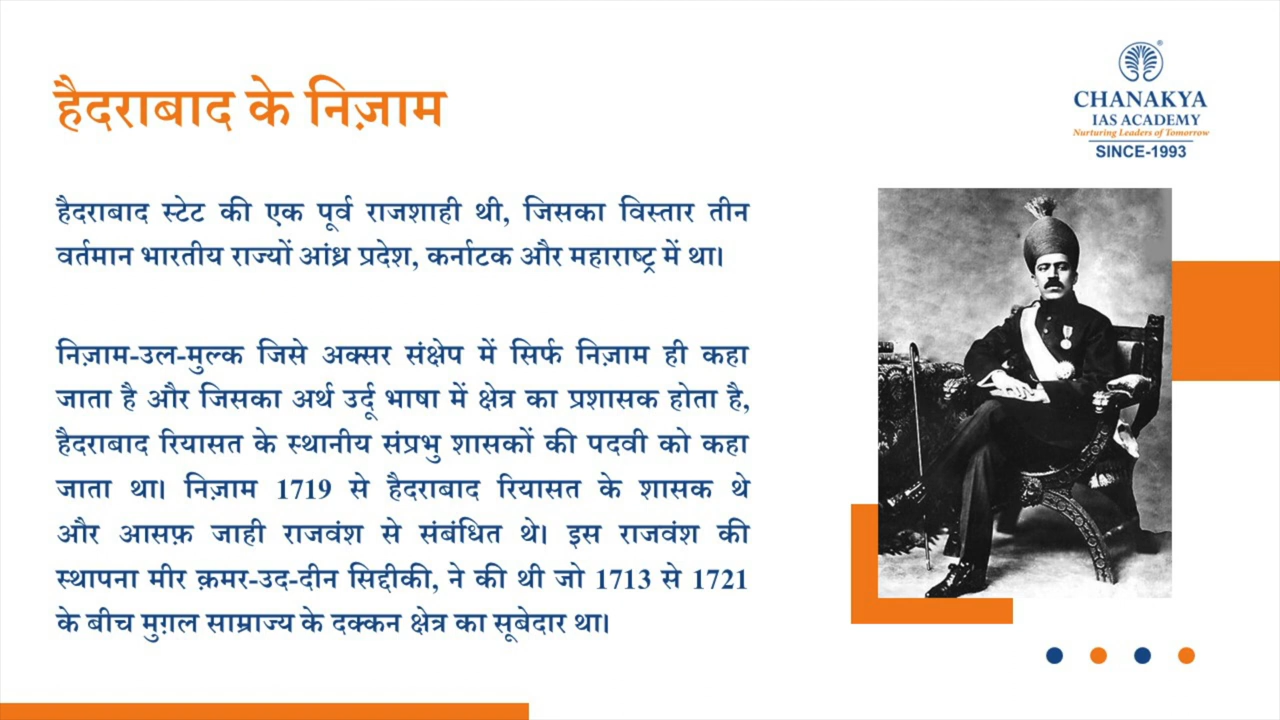 हैदराबाद के निज़ाम
CHANAKYA
IAS ACADEMY
Nurturing Leaders of Tomorrow
SINCE-1993
हैदराबाद स्टेट की एक पूर्व राजशाही थी, जिसका विस्तार तीन
वर्तमान भारतीय राज्यों आंध्र प्रदेश, कर्नाटक और महाराष्ट्र में था।
निज़ाम-उल-मुल्क जिसे अक्सर संक्षेप में सिर्फ निज़ाम ही कहा
जाता है और जिसका अर्थ उर्दू भाषा में क्षेत्र का प्रशासक होता है,
हैदराबाद रियासत के स्थानीय संप्रभु शासकों की पदवी को कहा
जाता था। निज़ाम 1719 से हैदराबाद रियासत के शासक थे
और आसफ़ जाही राजवंश से संबंधित थे। इस राजवंश की
स्थापना मीर क़मर-उद-दीन सिद्दीकी, ने की थी जो 1713 से 1721
के बीच मुग़ल साम्राज्य के दक्कन क्षेत्र का सूबेदार था।